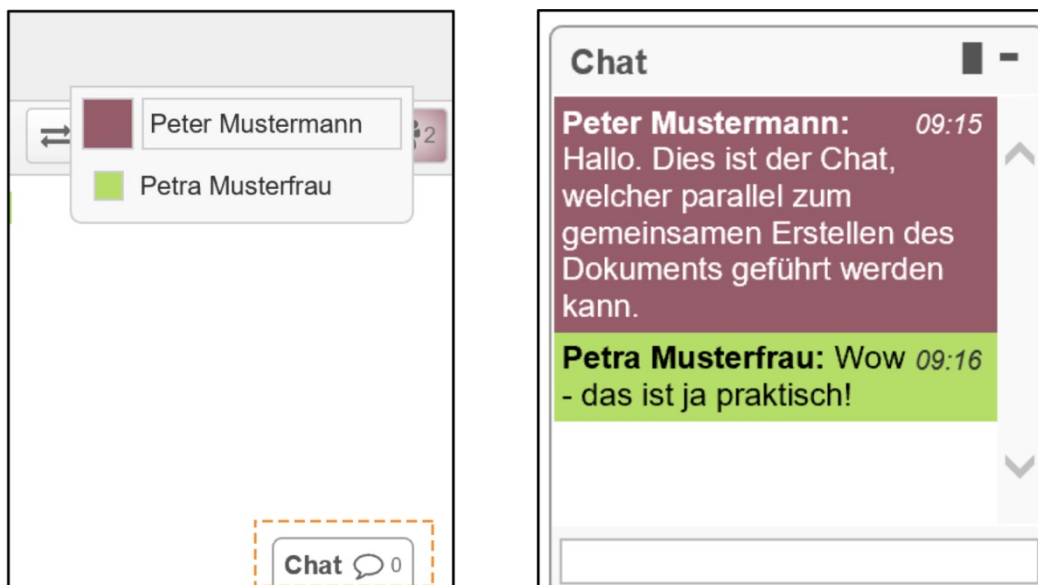 Peter Mustermann
2
Petra Musterfrau
Chat 0
Chat
Peter Mustermann: 09:15
Hallo. Dies ist der Chat,
welcher parallel zum
gemeinsamen Erstellen des
Dokuments geführt werden
kann.
Petra Musterfrau: Wow 09:16
- das ist ja praktisch!